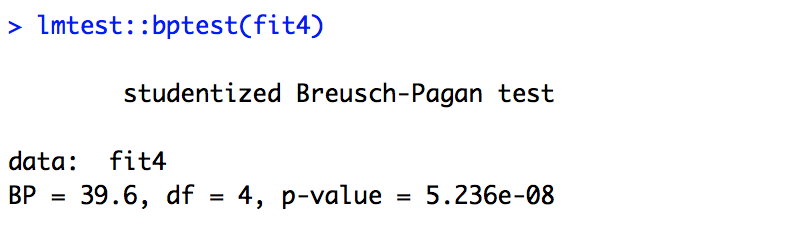 > lmtest::bptest(fit4)
studentized Breusch-Pagan test
data:  fit4
BP = 39.6, df = 4, p-value = 5.236e-08